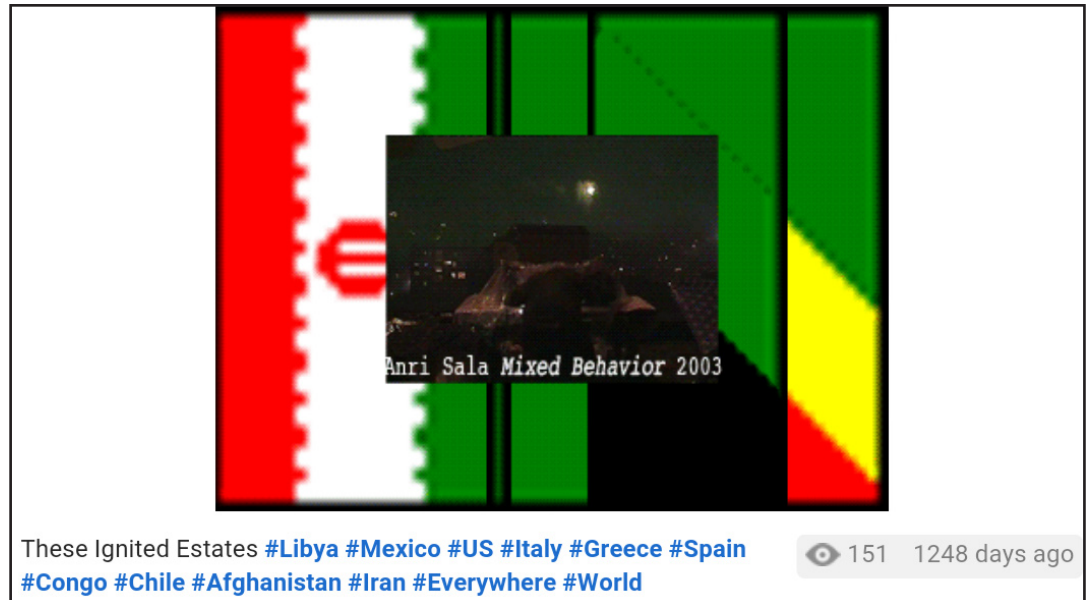 Anri Sala Mixed Behavior 2003
These Ignited Estates #Libya #Mexico #US #Italy #Greece #Spain
#Congo #Chile #Afghanistan #Iran #Everywhere #World
151 1248 days ago